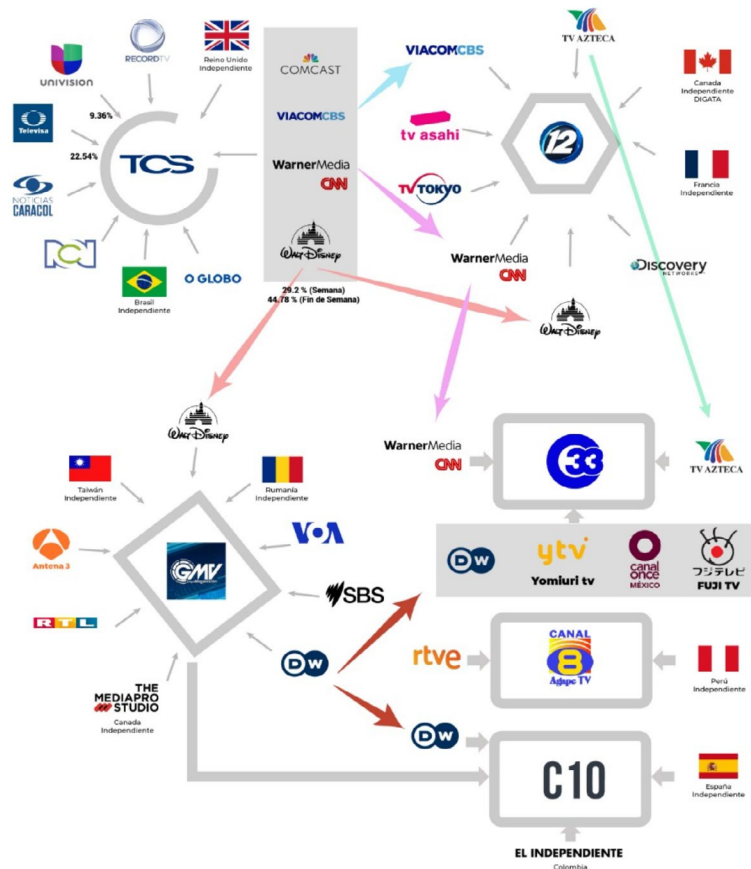 TV AZTECA
RECORDTV
Reino Unido
Independiente
COMCAST
VIACOMCBS
UNIVISION
Canada
Independiente
DIGATA
9.36%
Televisa
VIACOMCBS
tv asahi
12
TCS
22.54%
WarnerMedia
CNN
TV TOKYO
Francia
Independiente
NOTICIAS
CARACOL
RCN
WALT DISNEY
WarnerMedia
CNN
Discovery
NETWORKS
O GLOBO
Brasil
Independiente
29.2 % (Semana)
44.78 % (Fin de Semana)
WALT DISNEY
WALT DISNEY
WarnerMedia
CNN
33
TV AZTECA
Taiwán
Independiente
Rumanía
Independiente
Antena 3
GMV
VOA
DW
ytv
Yomiuri tv
canal
once
MÉXICO
フジテレビ
FUJI TV
SBS
RTL
DW
rtve
CANAL
8
Agape TV
Perú
Independiente
THE
MEDIAPRO
STUDIO
Canada
Independiente
DW
C10
España
Independiente
EL INDEPENDIENTE
Colombia